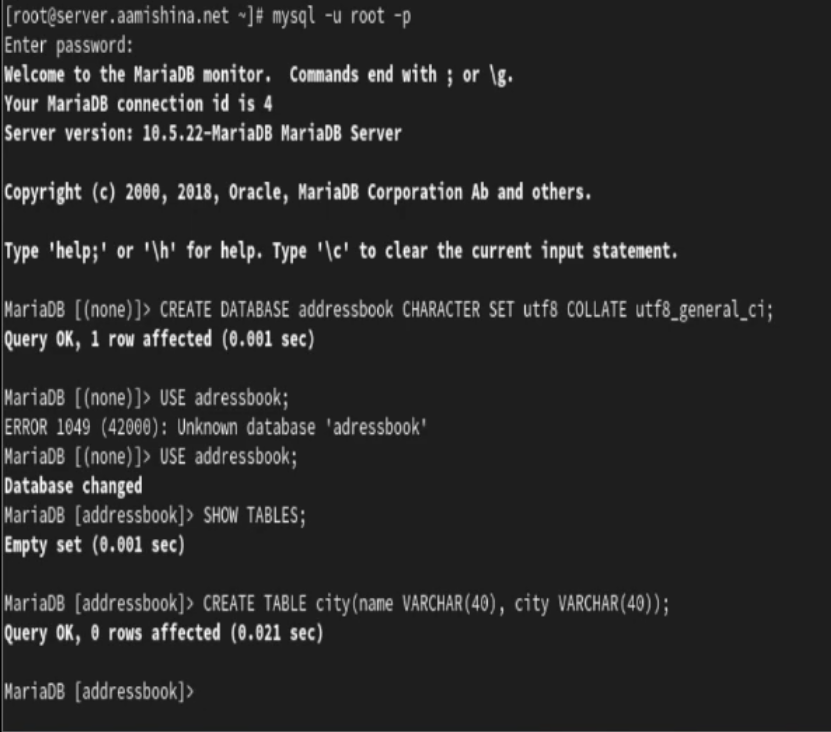 [root@server.aamishina.net ~]# mysql -u root -p
Enter password:
Welcome to the MariaDB monitor.  Commands end with ; or \g.
Your MariaDB connection id is 4
Server version: 10.5.22-MariaDB MariaDB Server
Copyright (c) 2000, 2018, Oracle, MariaDB Corporation Ab and others.
Type 'help;' or '\h' for help. Type '\c' to clear the current input statement.
MariaDB [(none)]> CREATE DATABASE addressbook CHARACTER SET utf8 COLLATE utf8_general_ci;
Query OK, 1 row affected (0.001 sec)
MariaDB [(none)]> USE adressbook;
ERROR 1049 (42000): Unknown database 'adressbook'
MariaDB [(none)]> USE addressbook;
Database changed
MariaDB [addressbook]> SHOW TABLES;
Empty set (0.001 sec)
MariaDB [addressbook]> CREATE TABLE city(name VARCHAR(40), city VARCHAR(40));
Query OK, 0 rows affected (0.021 sec)
MariaDB [addressbook]>